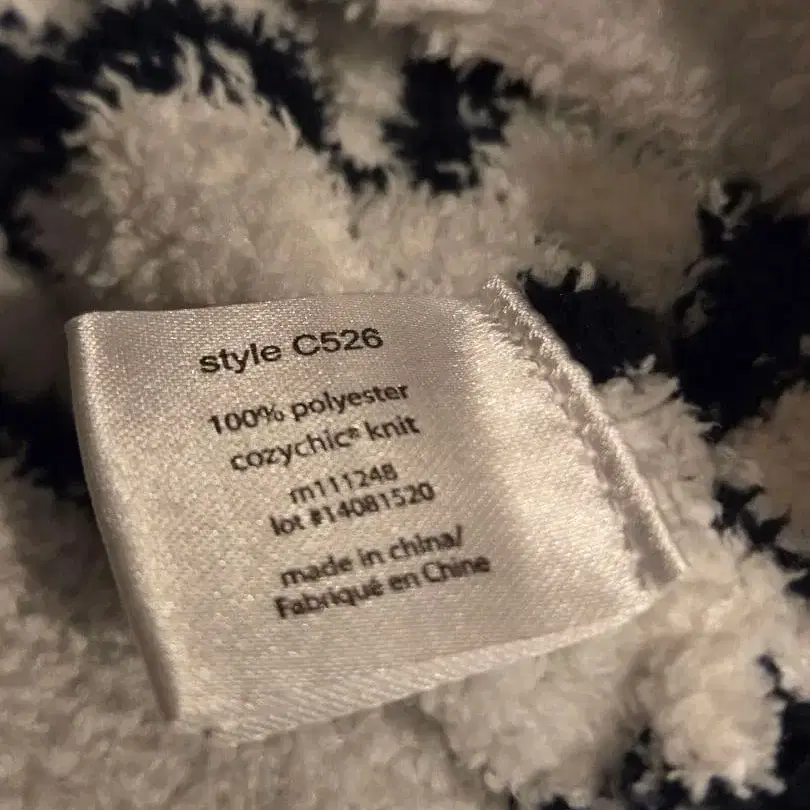 style C526
100% polyester
cozychic® knit
rn111248
lot #14081520
made in china/
Fabriqué en Chine